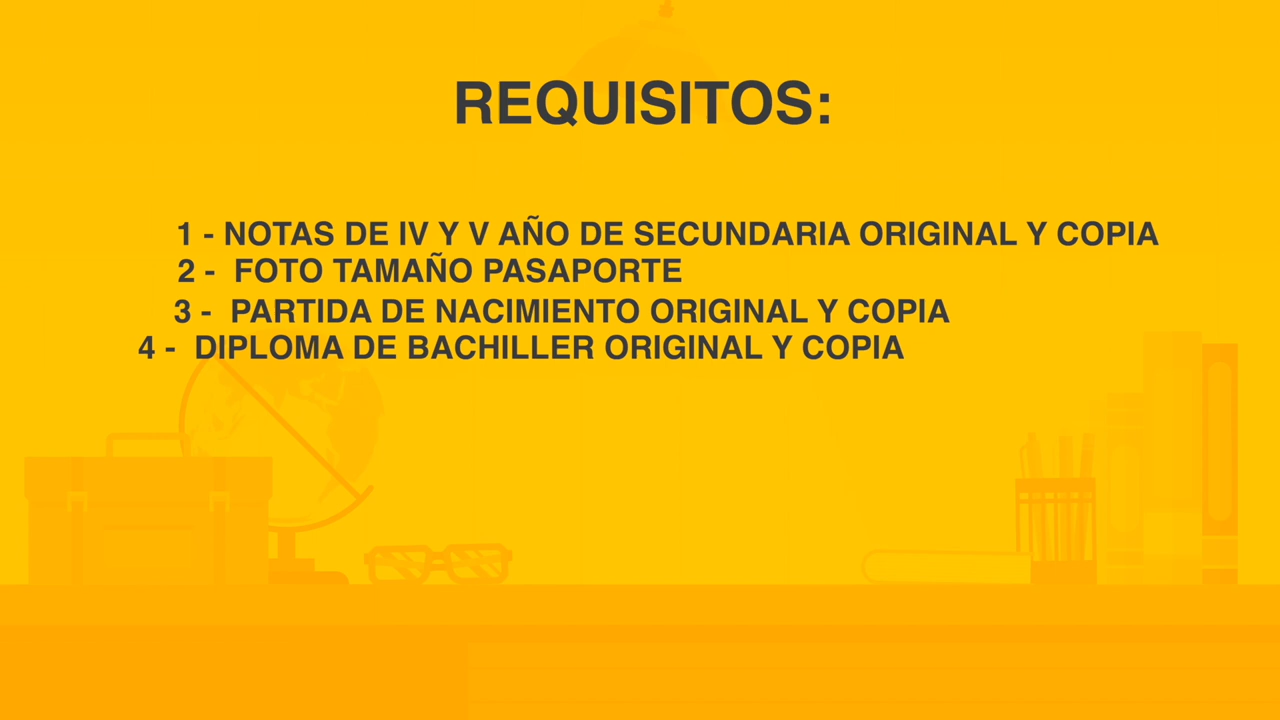 REQUISITOS:
1 - NOTAS DE IV Y V AÑO DE SECUNDARIA ORIGINAL Y COPIA
2 - FOTO TAMAÑO PASAPORTE
3 - PARTIDA DE NACIMIENTO ORIGINAL Y COPIA
4 - DIPLOMA DE BACHILLER ORIGINAL Y COPIA